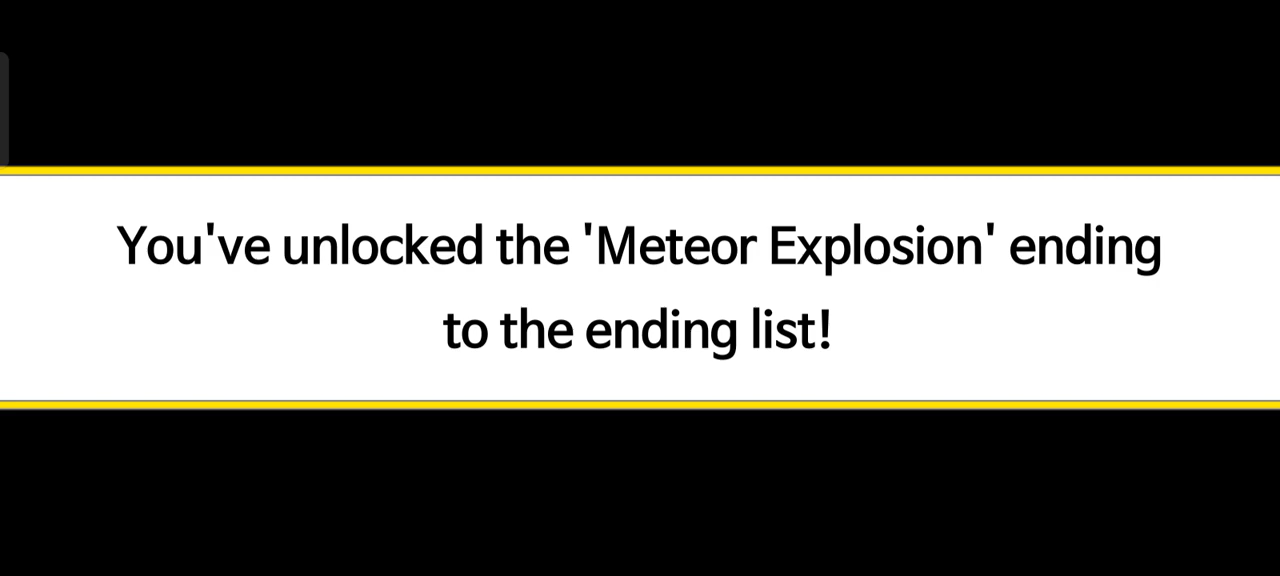 You've unlocked the 'Meteor Explosion' ending
to the ending list!